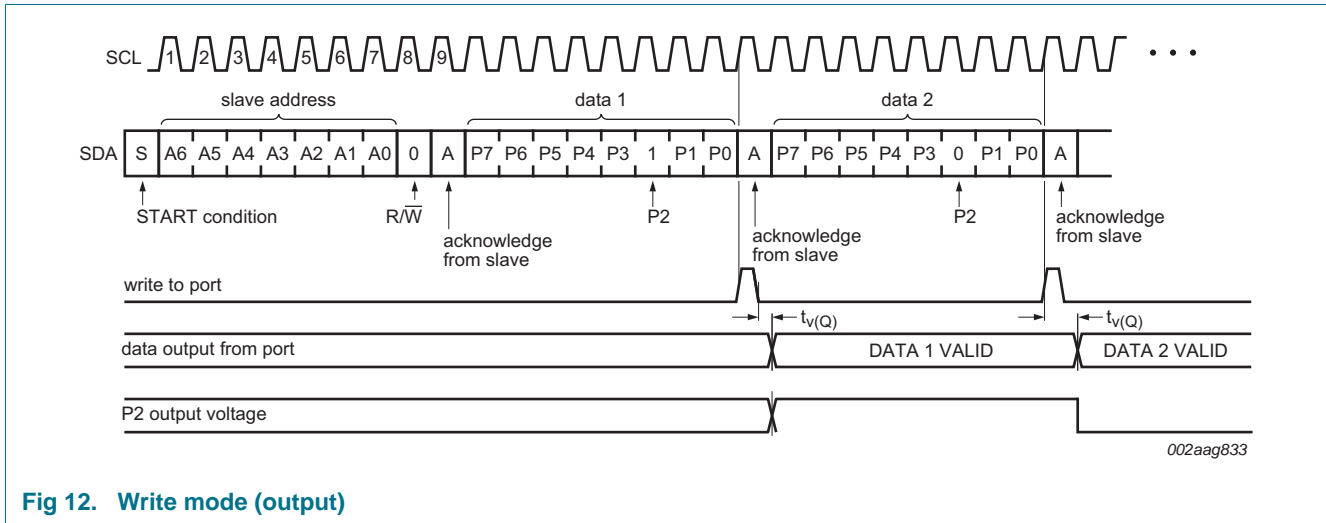 SCL 1 2 3 4 5 6 7 8 9 • • •
slave address data 1 data 2
SDA S A6 A5 A4 A3 A2 A1 A0 0 A P7 P6 P5 P4 P3 1 P1 P0 A P7 P6 P5 P4 P3 0 P1 P0 A
START condition R/W̅ acknowledge from slave P2 acknowledge from slave P2 acknowledge from slave
write to port
tv(Q) tv(Q)
data output from port DATA 1 VALID DATA 2 VALID
P2 output voltage
002aag833
Fig 12. Write mode (output)